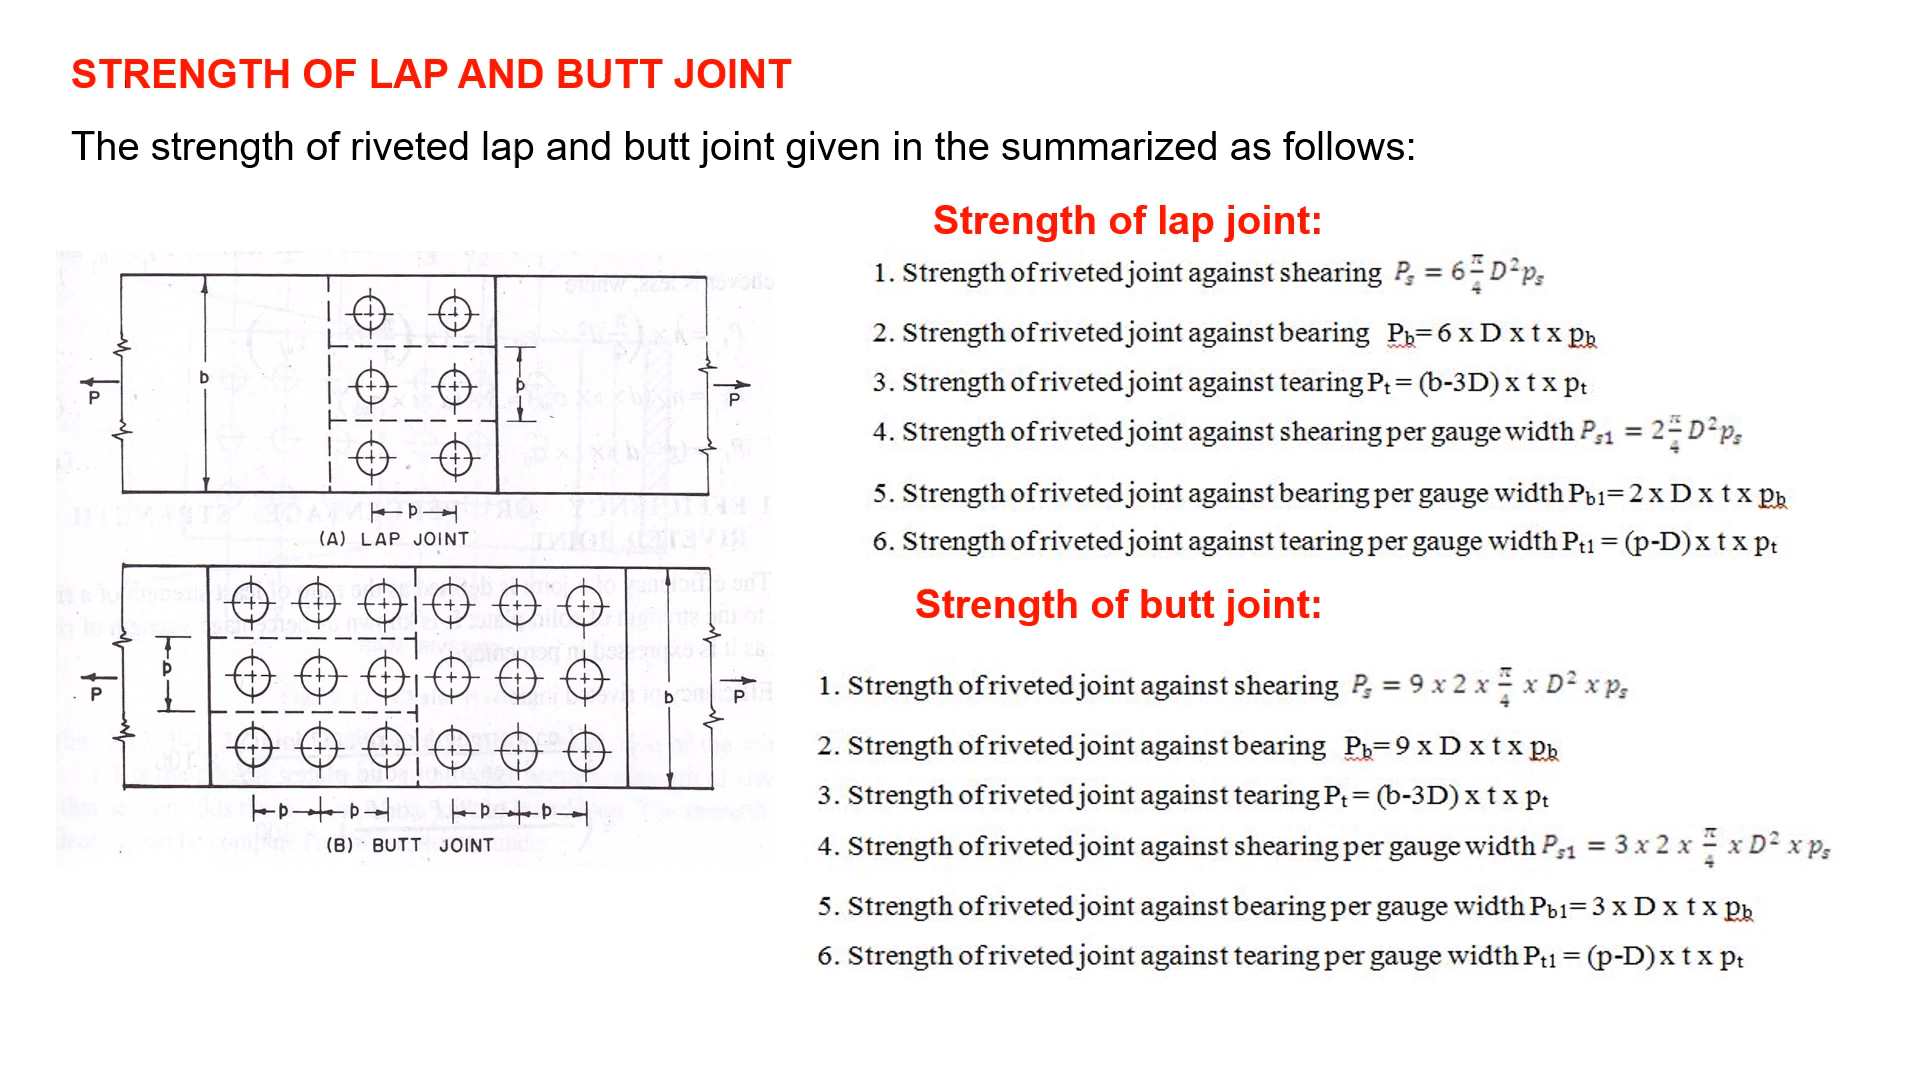 STRENGTH OF LAP AND BUTT JOINT
The strength of riveted lap and butt joint given in the summarized as follows:
b
p
P
P
p
(A) LAP JOINT
p
b
P
P
p p p p
(B) BUTT JOINT
Strength of lap joint:
1. Strength of riveted joint against shearing Pₛ = 6 π/4 D²pₛ
2. Strength of riveted joint against bearing Pb= 6 x D x t x pb
3. Strength of riveted joint against tearing Pt = (b-3D) x t x pt
4. Strength of riveted joint against shearing per gauge width Ps1 = 2 π/4 D²pₛ
5. Strength of riveted joint against bearing per gauge width Pb1= 2 x D x t x pb
6. Strength of riveted joint against tearing per gauge width Pt1 = (p-D) x t x pt
Strength of butt joint:
1. Strength of riveted joint against shearing Pₛ = 9 x 2 x π/4 x D² x pₛ
2. Strength of riveted joint against bearing Pb= 9 x D x t x pb
3. Strength of riveted joint against tearing Pt = (b-3D) x t x pt
4. Strength of riveted joint against shearing per gauge width Ps1 = 3 x 2 x π/4 x D² x pₛ
5. Strength of riveted joint against bearing per gauge width Pb1= 3 x D x t x pb
6. Strength of riveted joint against tearing per gauge width Pt1 = (p-D) x t x pt